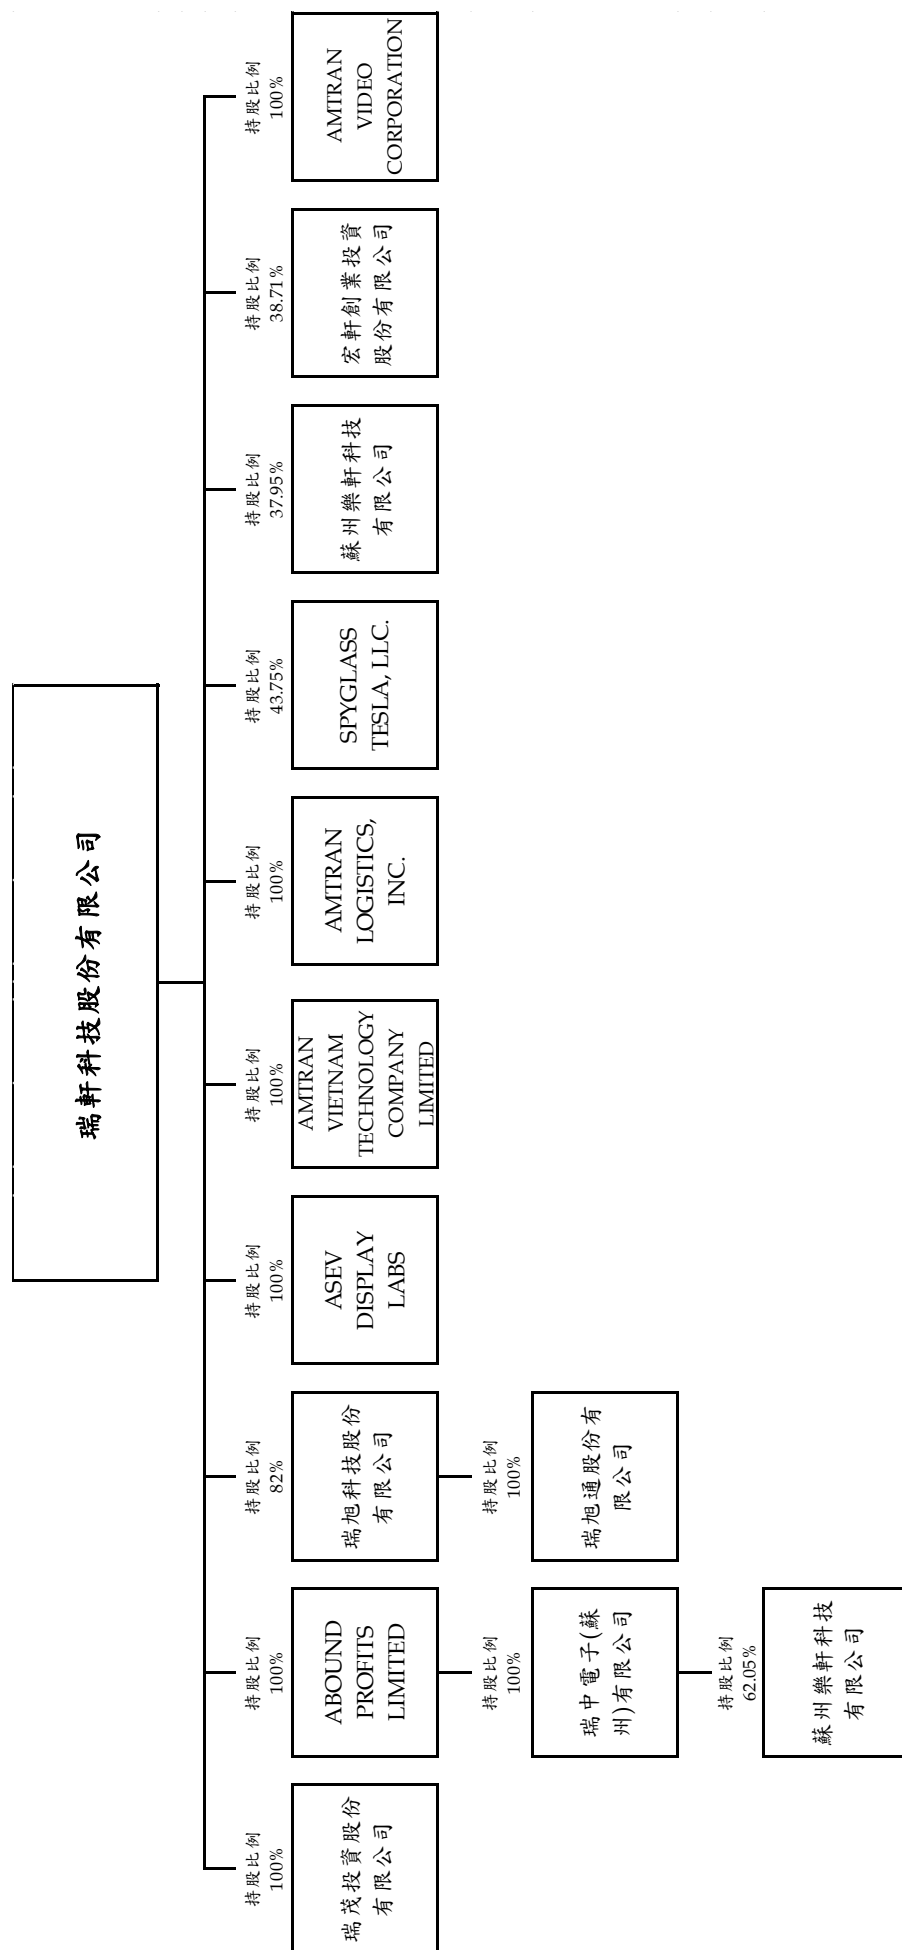 瑞軒科技股份有限公司
持股比例
100%
瑞茂投資股份
有限公司
持股比例
100%
ABOUND
PROFITS
LIMITED
持股比例
82%
瑞旭科技股份
有限公司
持股比例
100%
ASEV
DISPLAY
LABS
持股比例
100%
AMTRAN
VIETNAM
TECHNOLOGY
COMPANY
LIMITED
持股比例
100%
AMTRAN
LOGISTICS,
INC.
持股比例
43.75%
SPYGLASS
TESLA, LLC.
持股比例
37.95%
蘇州樂軒科技
有限公司
持股比例
38.71%
宏軒創業投資
股份有限公司
持股比例
100%
AMTRAN
VIDEO
CORPORATION
持股比例
100%
瑞中電子(蘇
州)有限公司
持股比例
100%
瑞旭通股份有
限公司
持股比例
62.05%
蘇州樂軒科技
有限公司